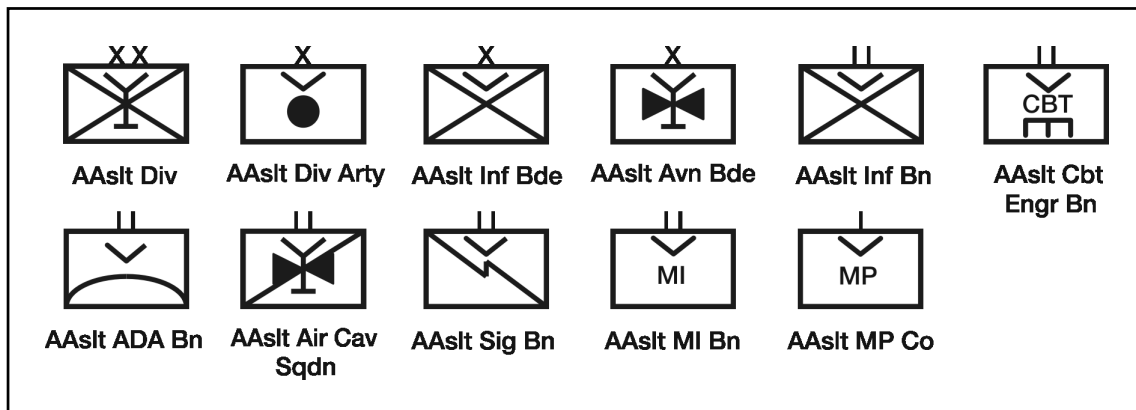 XX
X
X
X
II
II
CBT
AAslt Div
AAslt Div Arty
AAslt Inf Bde
AAslt Avn Bde
AAslt Inf Bn
AAslt Cbt
Engr Bn
II
II
II
II
I
MI
MP
AAslt ADA Bn
AAslt Air Cav
Sqdn
AAslt Sig Bn
AAslt MI Bn
AAslt MP Co